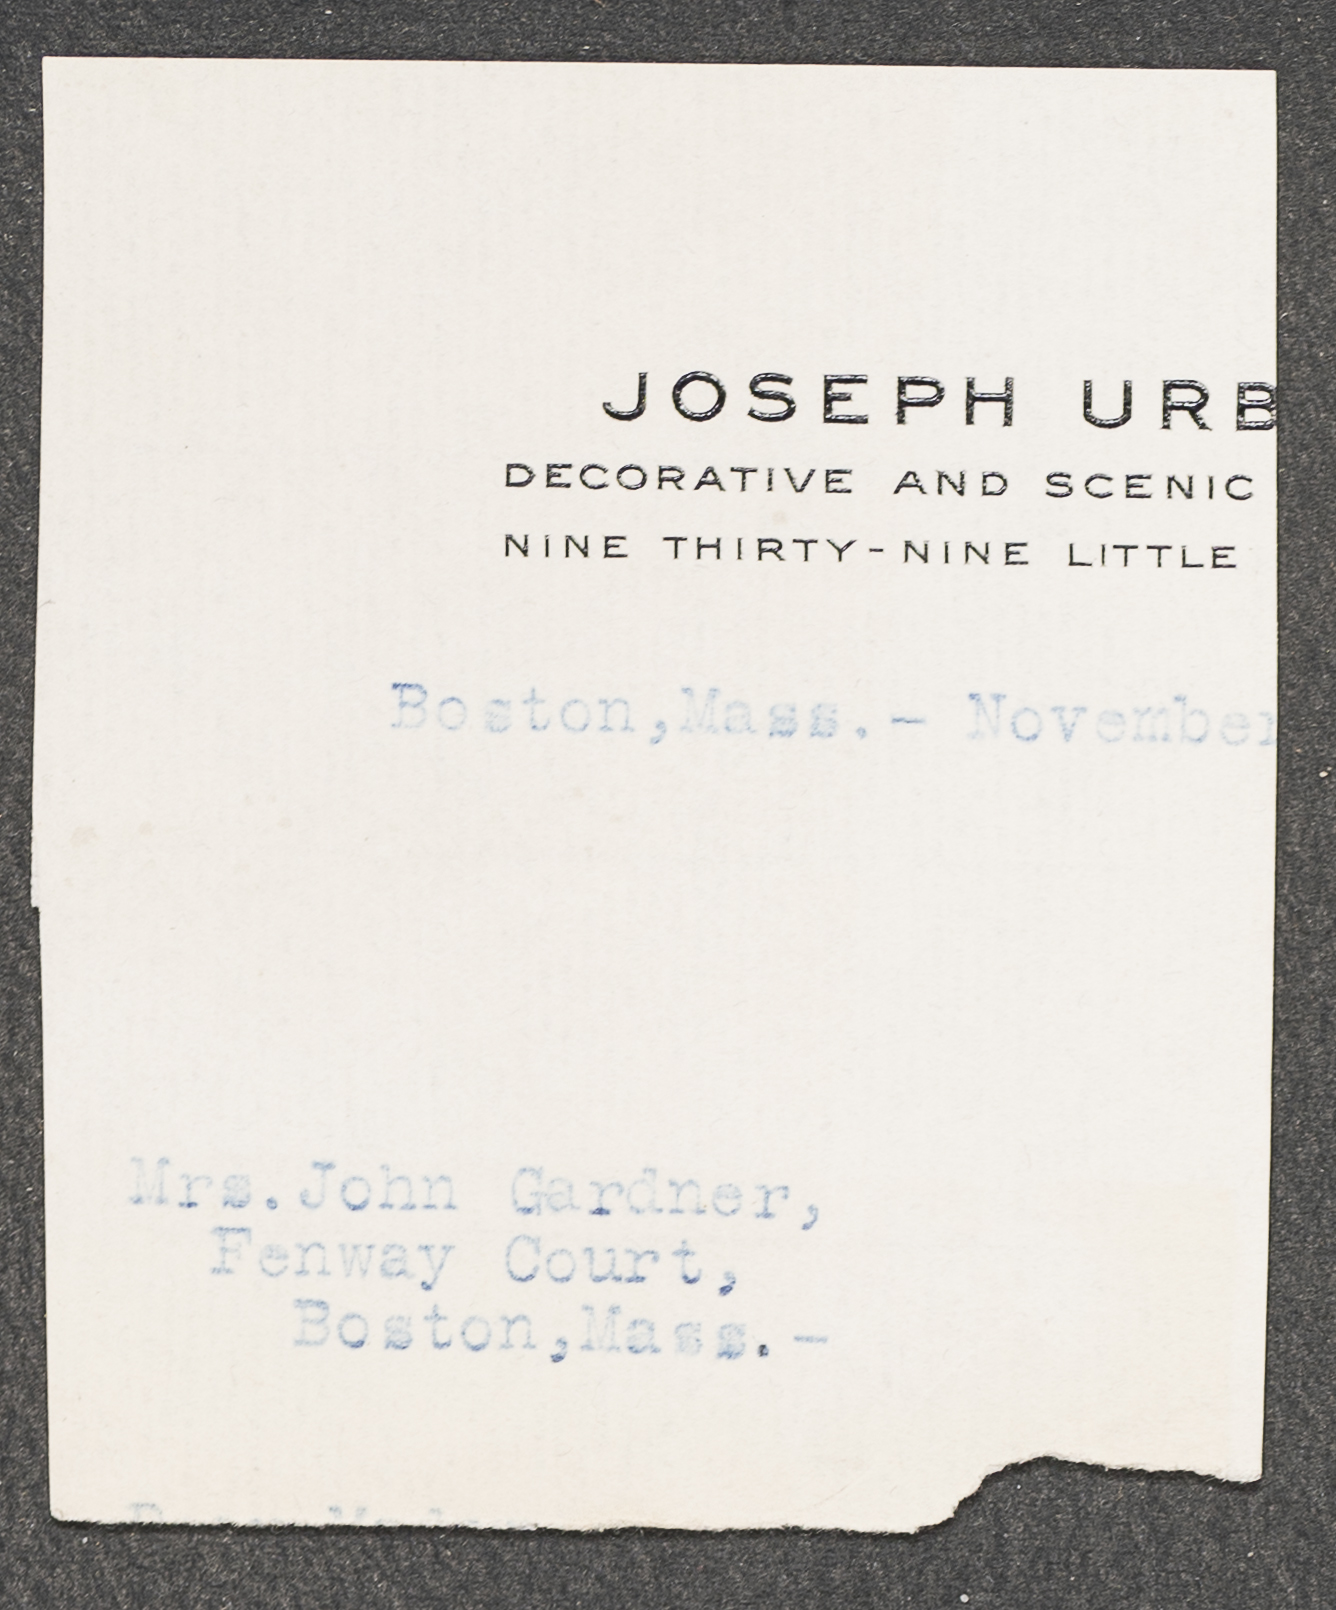 JOSEPH URB
DECORATIVE AND SCENIC
NINE THIRTY-NINE LITTLE
Boston,Mass.- November
Mrs.John Gardner,
Fenway Court,
Boston,Mass.-